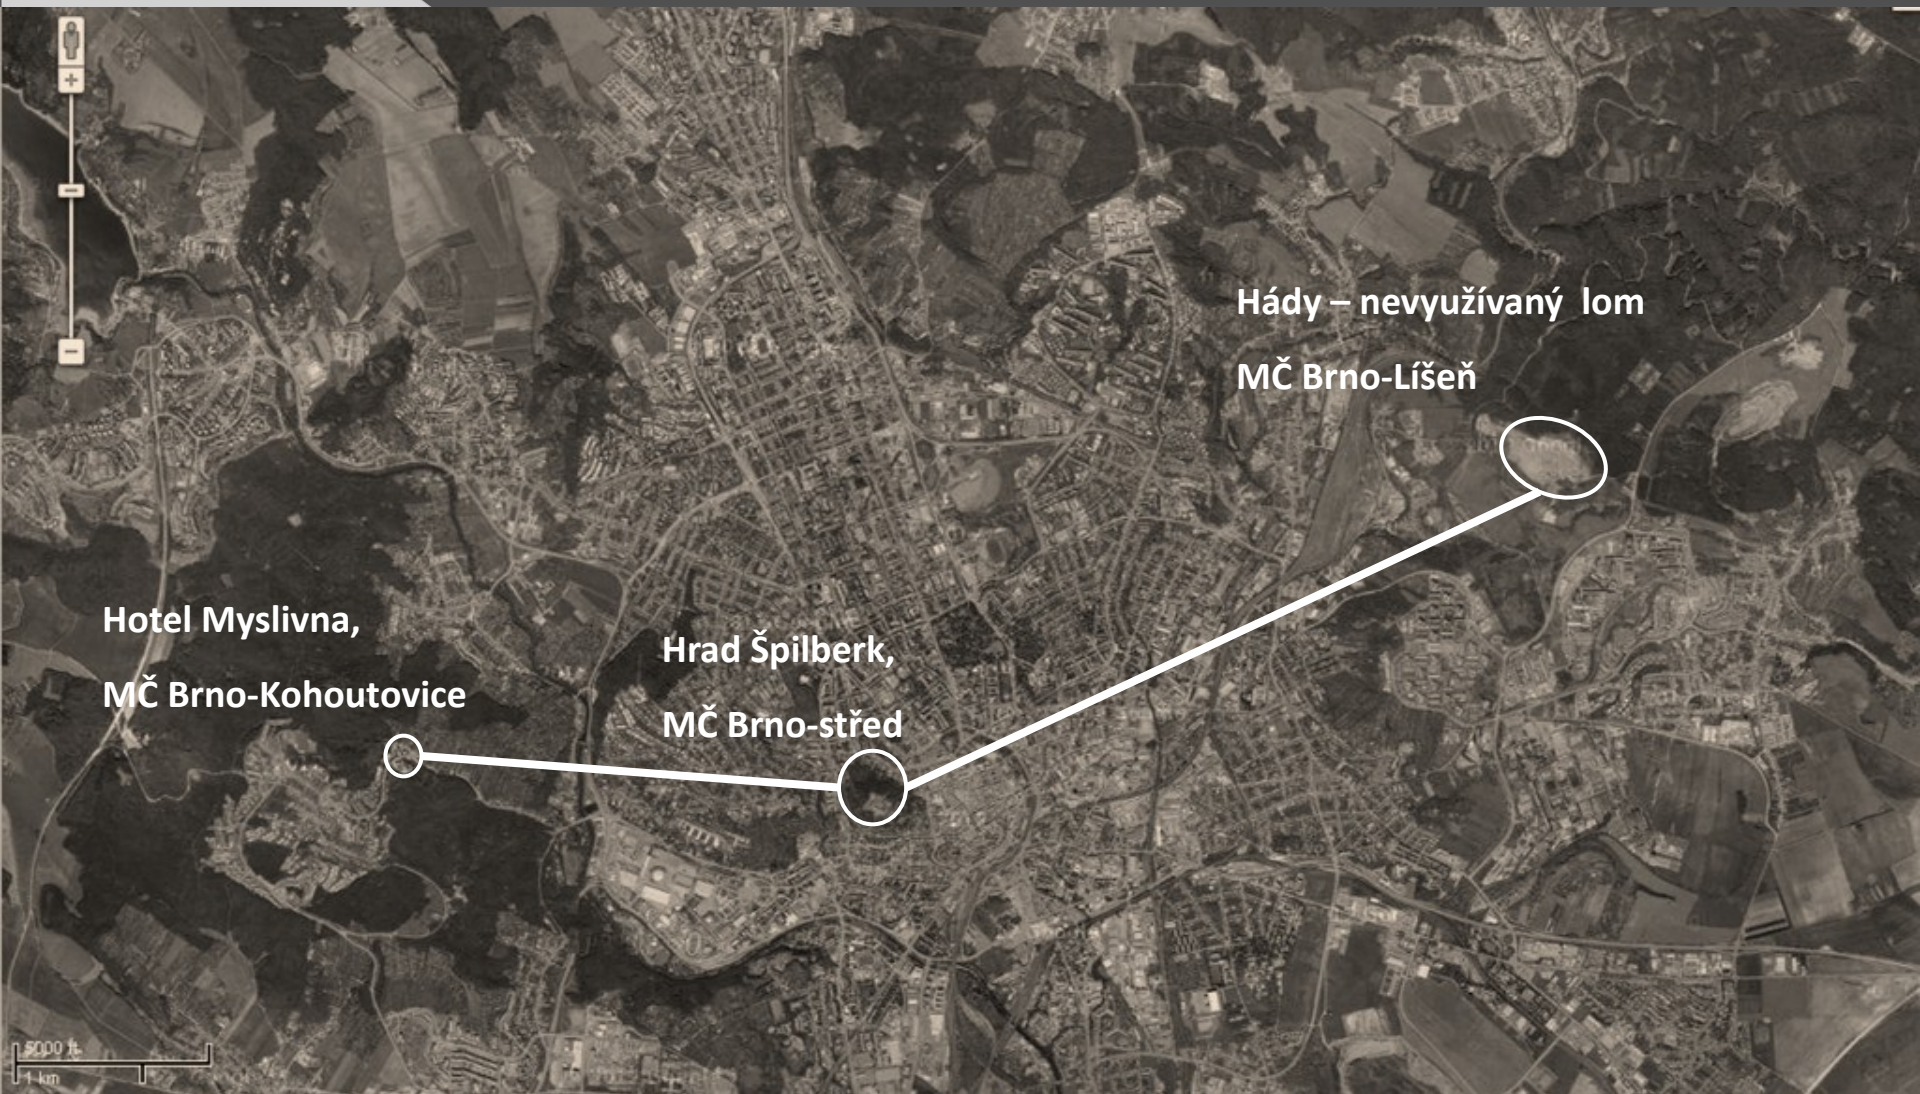 Hády – nevyužívaný lom
MČ Brno-Líšeň
Hotel Myslivna,
MČ Brno-Kohoutovice
Hrad Špilberk,
MČ Brno-střed
5000 ft
1 km